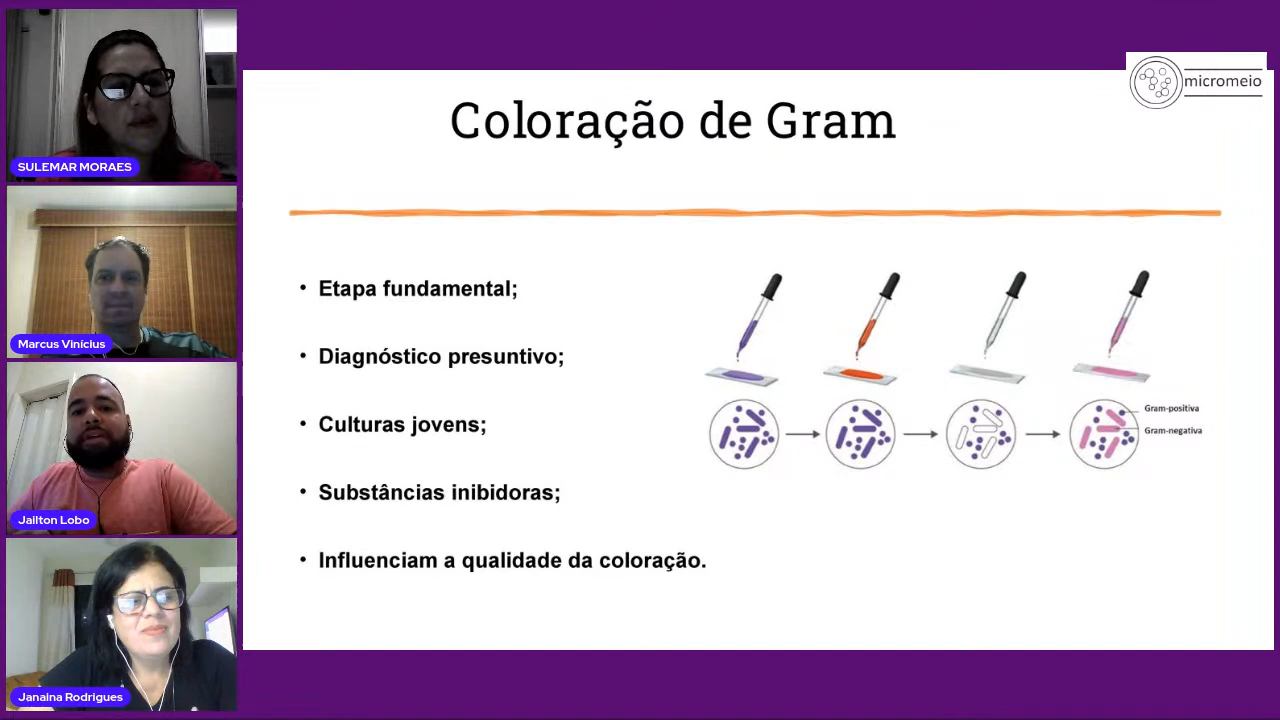 SULEMAR MORAES
Marcus Vinícius
Jailton Lobo
Janaina Rodrigues
micromeio
Coloração de Gram
• Etapa fundamental;
• Diagnóstico presuntivo;
• Culturas jovens;
• Substâncias inibidoras;
• Influenciam a qualidade da coloração.
Gram-positiva
Gram-negativa